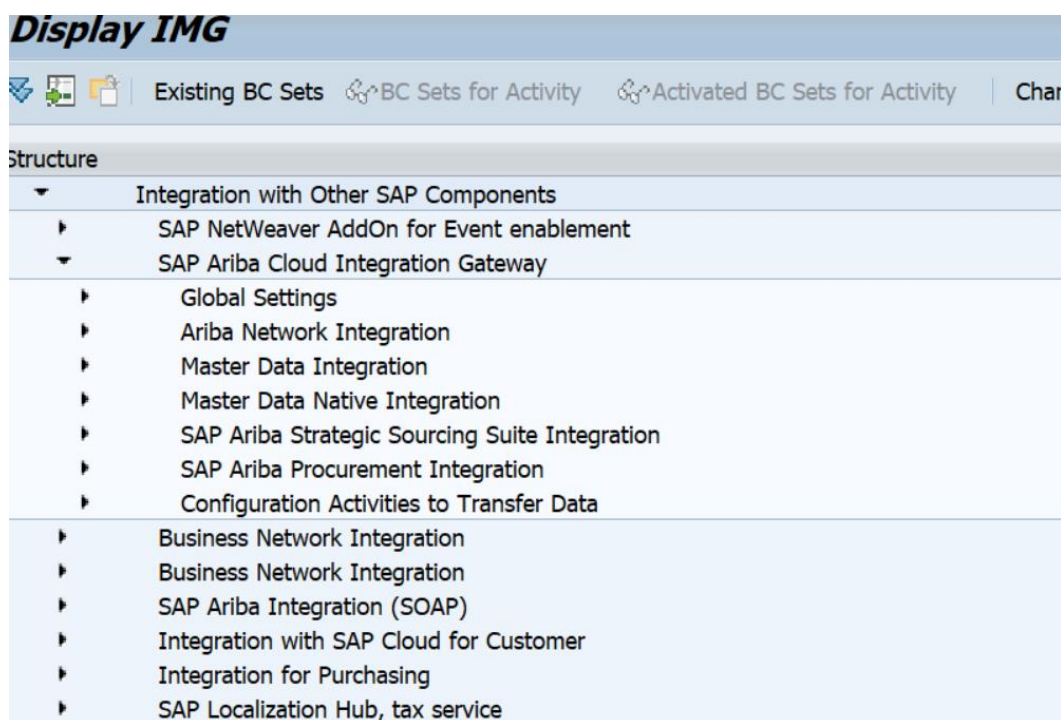 Display IMG
Existing BC Sets BC Sets for Activity Activated BC Sets for Activity
Structure
Integration with Other SAP Components
SAP NetWeaver AddOn for Event enablement
SAP Ariba Cloud Integration Gateway
Global Settings
Ariba Network Integration
Master Data Integration
Master Data Native Integration
SAP Ariba Strategic Sourcing Suite Integration
SAP Ariba Procurement Integration
Configuration Activities to Transfer Data
Business Network Integration
Business Network Integration
SAP Ariba Integration (SOAP)
Integration with SAP Cloud for Customer
Integration for Purchasing
SAP Localization Hub, tax service